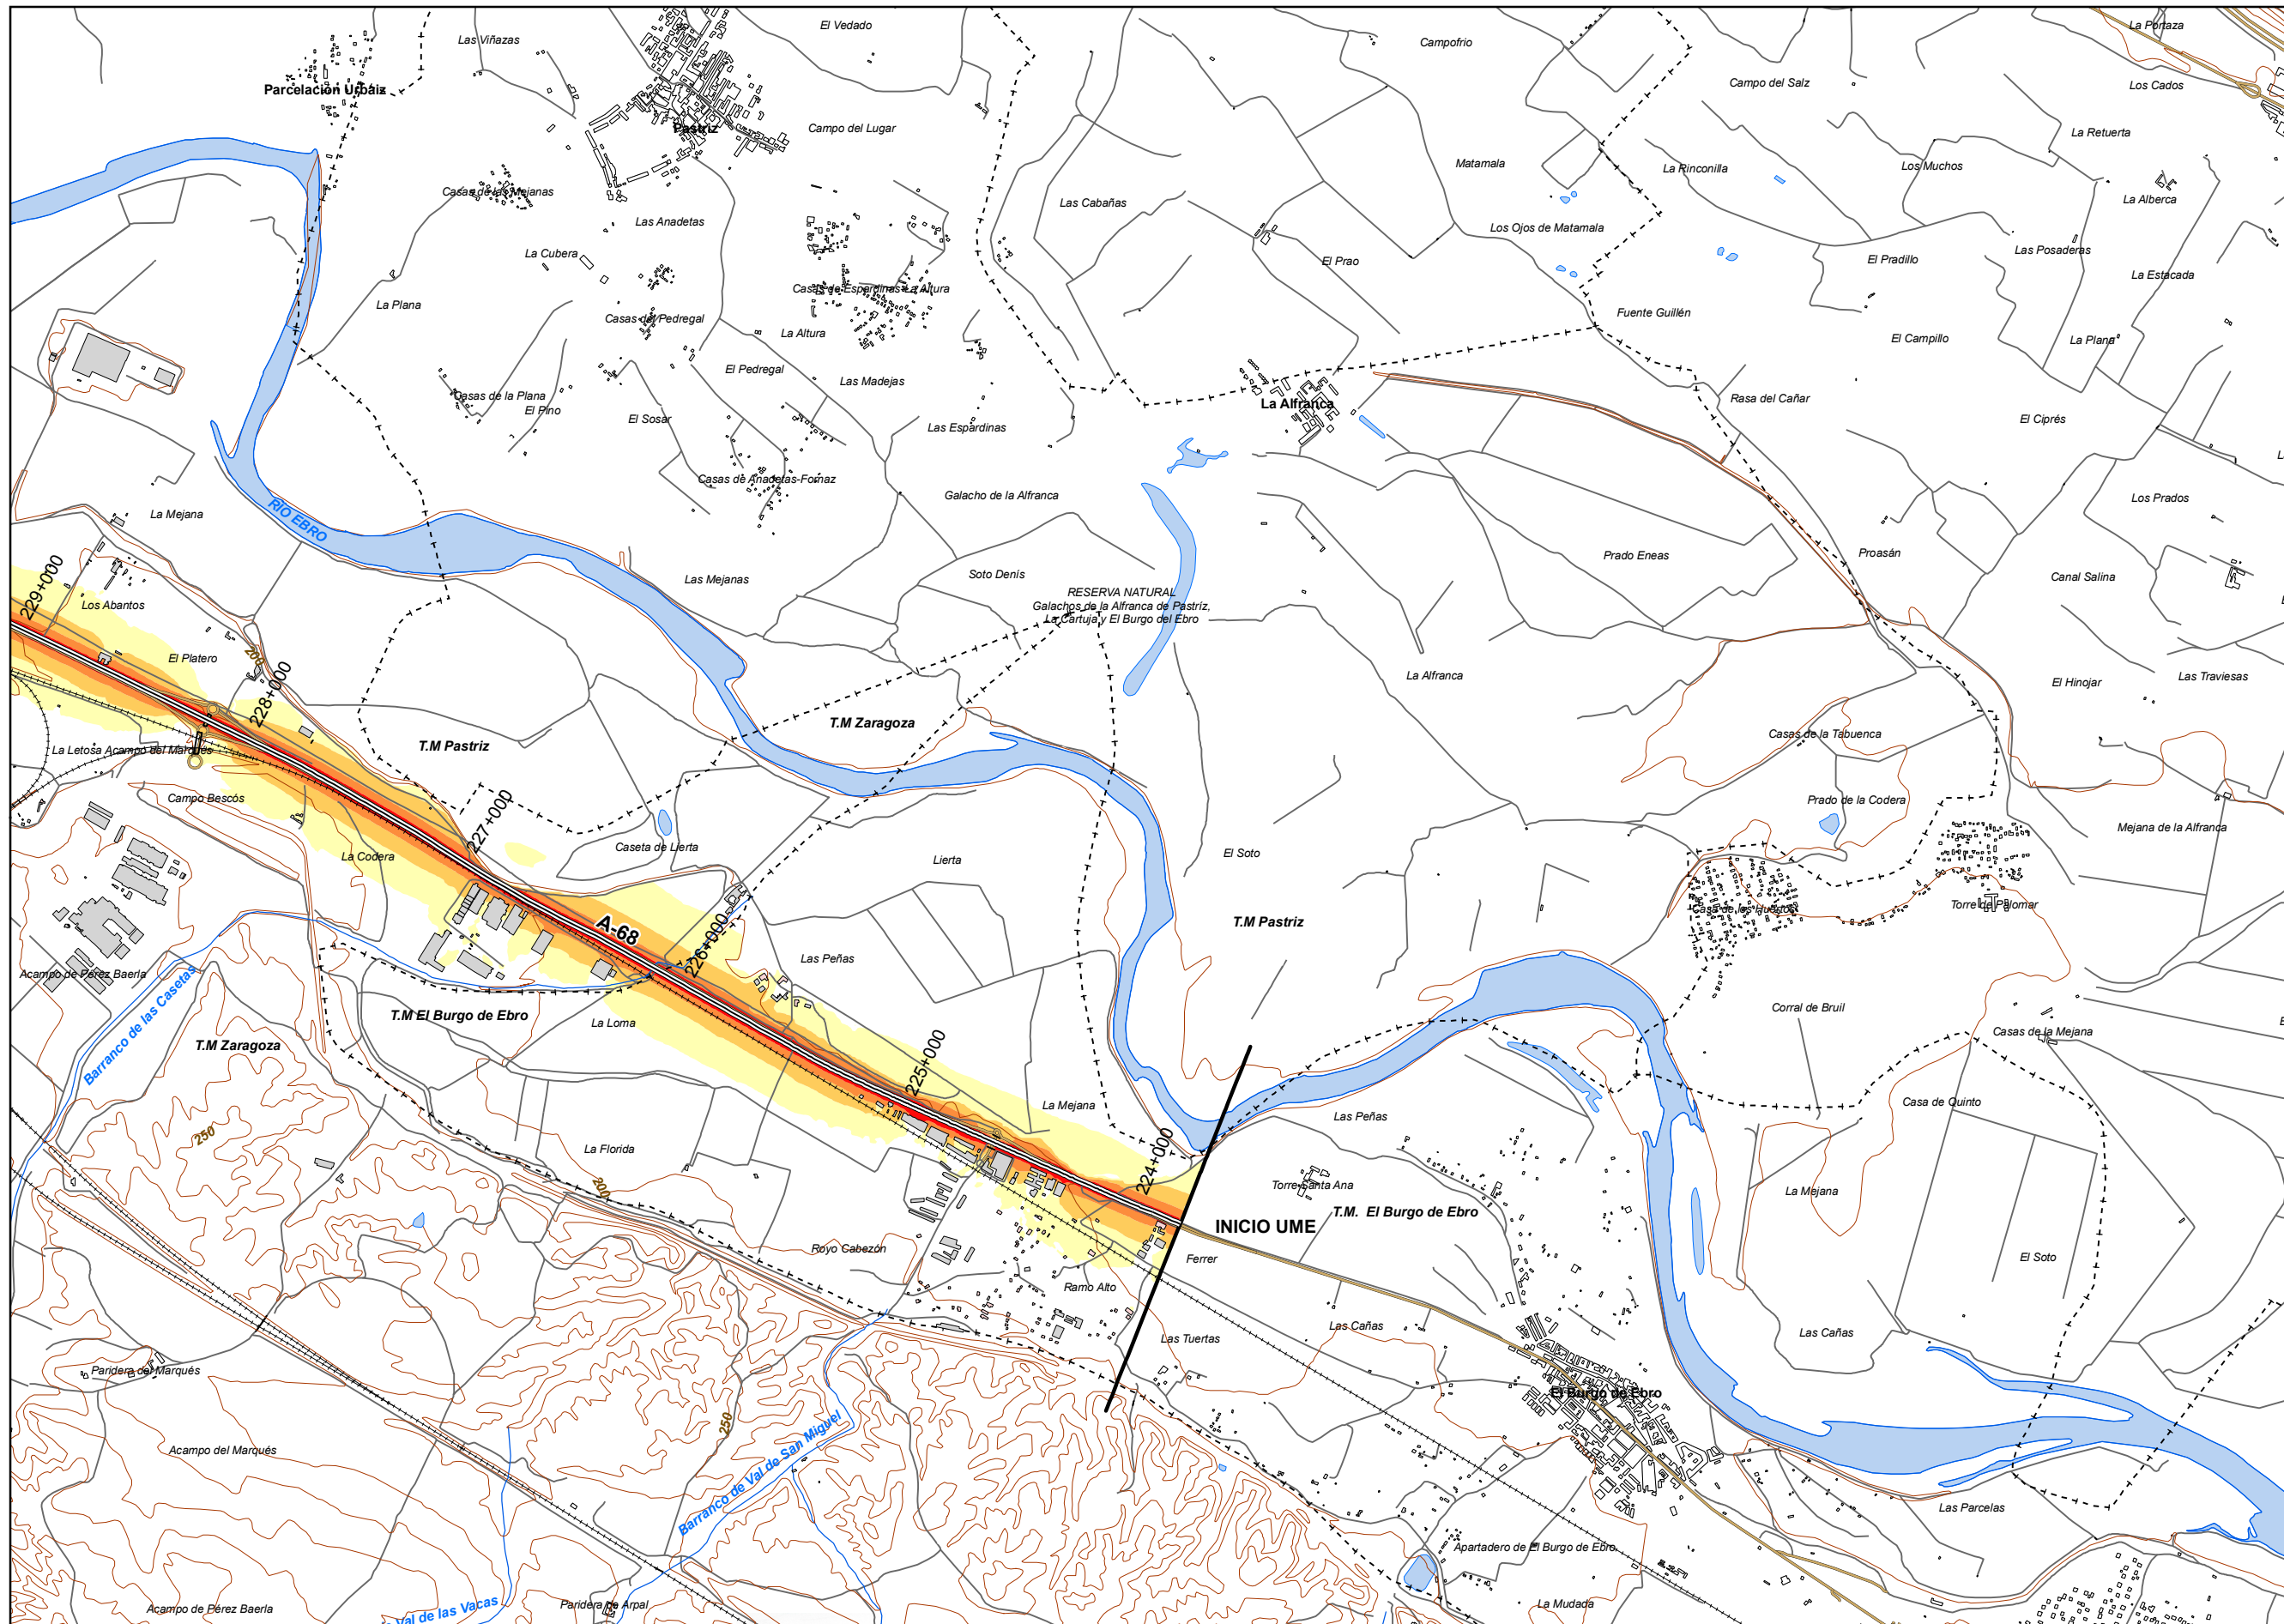 La Portaza
El Vedado
Las Viñazas
Campofrio
Campo del Salz
Los Cados
Parcelación Urbaiz
Pastriz
Campo del Lugar
La Retuerta
Matamala
La Rinconilla
Los Muchos
Casas de las Mejanas
Las Cabañas
La Alberca
Las Anadetas
Los Ojos de Matamala
La Cubera
El Prao
El Pradillo
Las Posaderas
La Estacada
Casas de Espardinas-La Altura
La Plana
Casas del Pedregal
La Altura
Fuente Guillén
El Campillo
La Plana
El Pedregal
Las Madejas
Casas de la Plana
El Pino
La Alfranca
Rasa del Cañar
El Sosar
Las Espardinas
El Ciprés
Casas de Anadetas-Fornaz
Galacho de la Alfranca
Los Prados
La Mejana
RÍO EBRO
Prado Eneas
Proasán
Las Mejanas
Soto Denis
Canal Salina
229+000
Los Abantos
RESERVA NATURAL
Galachos de la Alfranca de Pastriz,
La Cartuja y El Burgo del Ebro
El Platero
200
228+000
La Alfranca
El Hinojar
Las Traviesas
T.M Zaragoza
T.M Pastriz
La Letosa Acampo del Marqués
Casas de la Tabuenca
Campo Bescós
Prado de la Codera
227+000
Mejana de la Alfranca
La Codera
Caseta de Lierta
Lierta
El Soto
A-68
T.M Pastriz
Casa de los Huertos
Torre de Palomar
226+000
Las Peñas
Acampo de Pérez Baerla
Barranco de las Casetas
Corral de Bruil
T.M El Burgo de Ebro
La Loma
Casas de la Mejana
T.M Zaragoza
225+000
La Mejana
Las Peñas
Casa de Quinto
250
La Florida
224+000
200
Torre-Santa Ana
La Mejana
T.M. El Burgo de Ebro
INICIO UME
Royo Cabezón
Ferrer
El Soto
Ramo Alto
Las Tuertas
Las Cañas
Las Cañas
Paridera del Marqués
El Burgo de Ebro
250
Barranco de Val de San Miguel
Acampo del Marqués
Las Parcelas
Apartadero de El Burgo de Ebro
Acampo de Pérez Baerla
Val de las Vacas
Paridera de Arpal
La Mudada